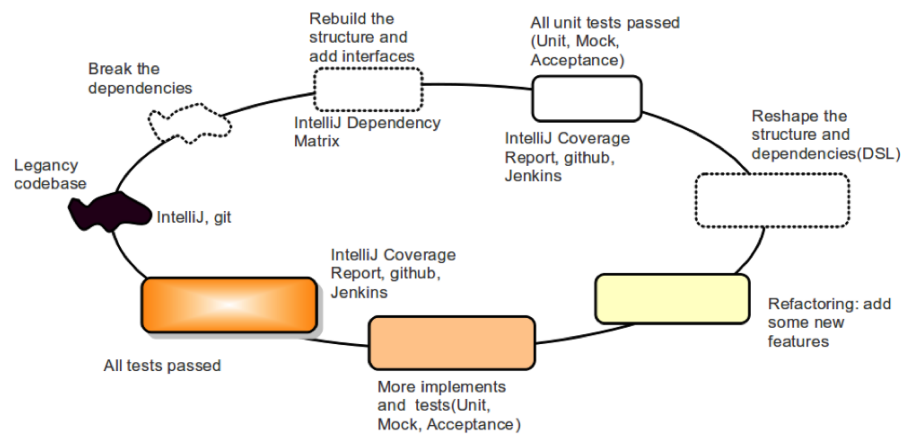 Rebuild the
structure and
add interfaces
All unit tests passed
(Unit, Mock,
Acceptance)
Break the
dependencies
IntelliJ Dependency
Matrix
IntelliJ Coverage
Report, github,
Jenkins
Reshape the
structure and
dependencies(DSL)
Legancy
codebase
IntelliJ, git
IntelliJ Coverage
Report, github,
Jenkins
Refactoring: add
some new
features
All tests passed
More implements
and tests(Unit,
Mock, Acceptance)